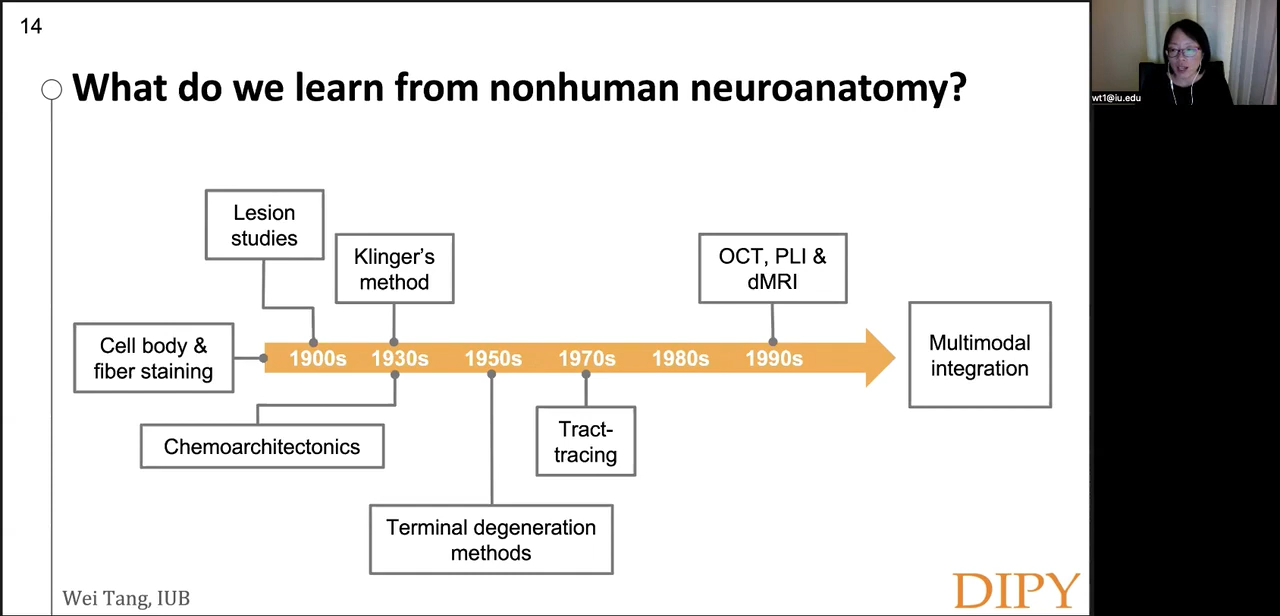 14
What do we learn from nonhuman neuroanatomy?
wt1@iu.edu
Lesion
studies
Klinger's
method
OCT, PLI &
dMRI
Cell body &
fiber staining
1900s 1930s 1950s 1970s 1980s 1990s
Multimodal
integration
Chemoarchitectonics
Tract-
tracing
Terminal degeneration
methods
Wei Tang, IUB
DIPY